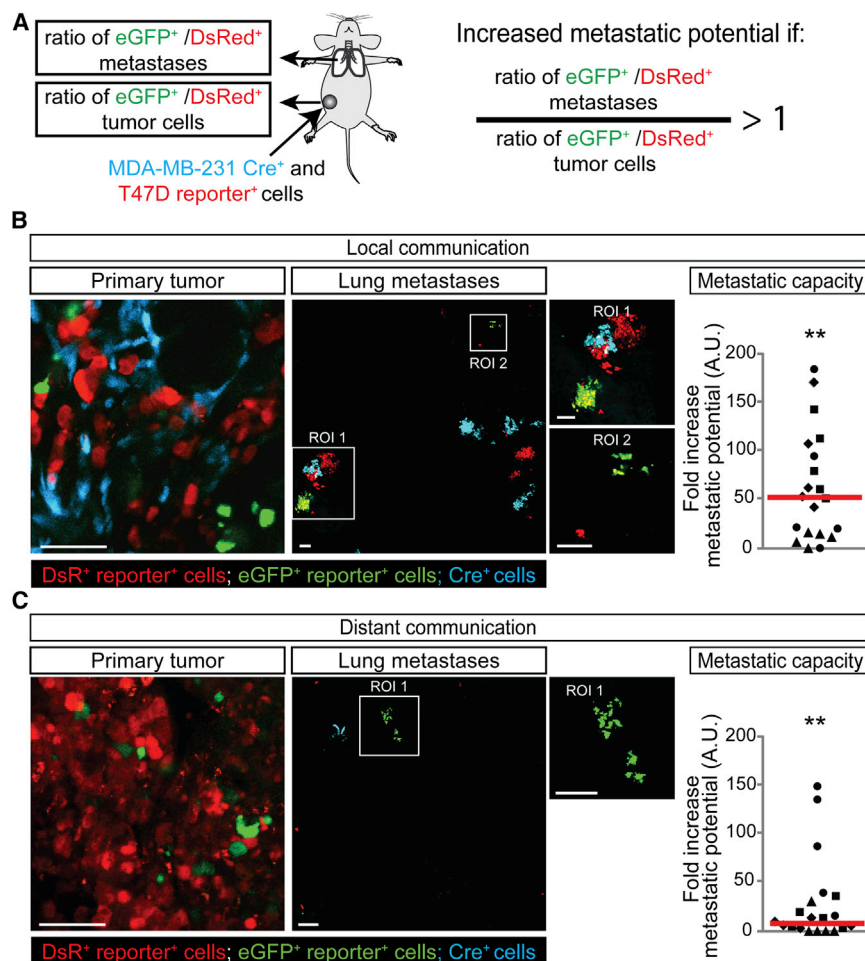 A
ratio of eGFP⁺ /DsRed⁺
metastases
ratio of eGFP⁺ /DsRed⁺
tumor cells
MDA-MB-231 Cre⁺ and
T47D reporter⁺ cells
Increased metastatic potential if:
ratio of eGFP⁺ /DsRed⁺
metastases
ratio of eGFP⁺ /DsRed⁺
tumor cells
> 1
B
Local communication
Primary tumor
Lung metastases
Metastatic capacity
ROI 2
ROI 1
ROI 1
ROI 2
**
Fold increase
metastatic potential (A.U.)
200
150
100
50
0
DsR⁺ reporter⁺ cells; eGFP⁺ reporter⁺ cells; Cre⁺ cells
C
Distant communication
Primary tumor
Lung metastases
Metastatic capacity
ROI 1
ROI 1
**
Fold increase
metastatic potential (A.U.)
200
150
100
50
0
DsR⁺ reporter⁺ cells; eGFP⁺ reporter⁺ cells; Cre⁺ cells